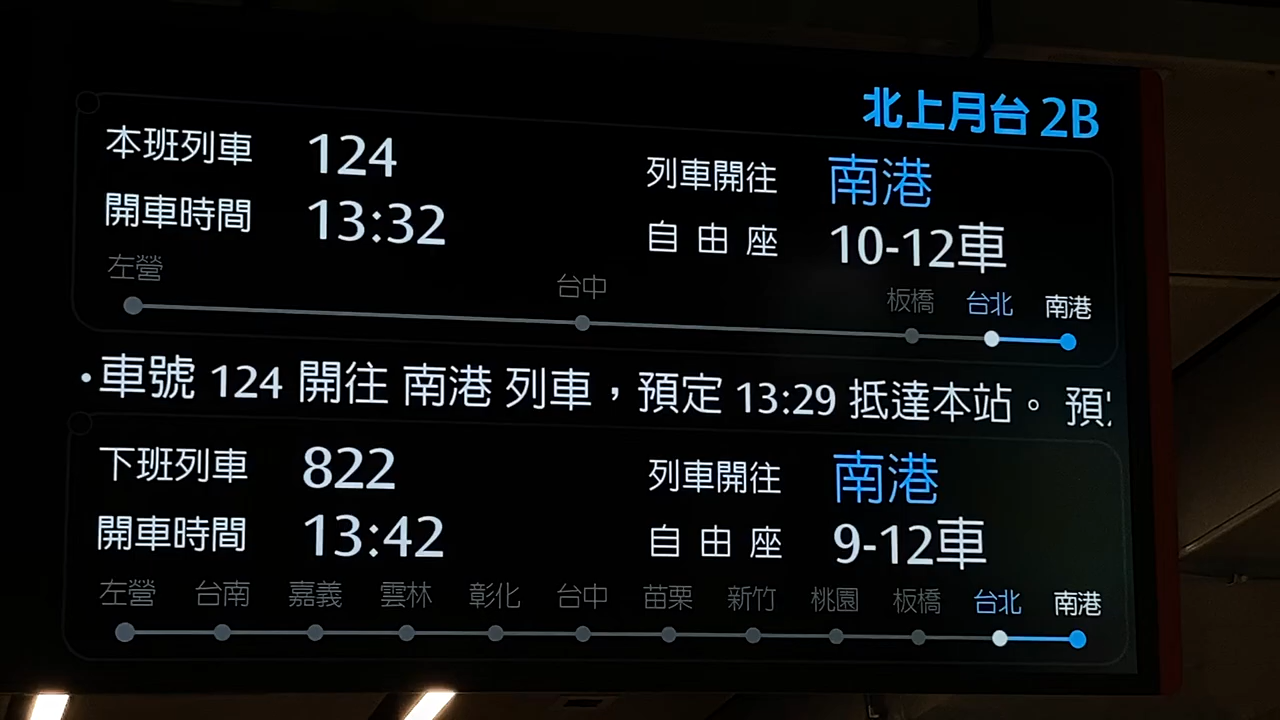 北上月台 2B
本班列車 124 列車開往 南港
開車時間 13:32 自由座 10-12車
左營 台中 板橋 台北 南港
•車號 124 開往 南港 列車，預定 13:29 抵達本站。 預
下班列車 822 列車開往 南港
開車時間 13:42 自由座 9-12車
左營 台南 嘉義 雲林 彰化 台中 苗栗 新竹 桃園 板橋 台北 南港